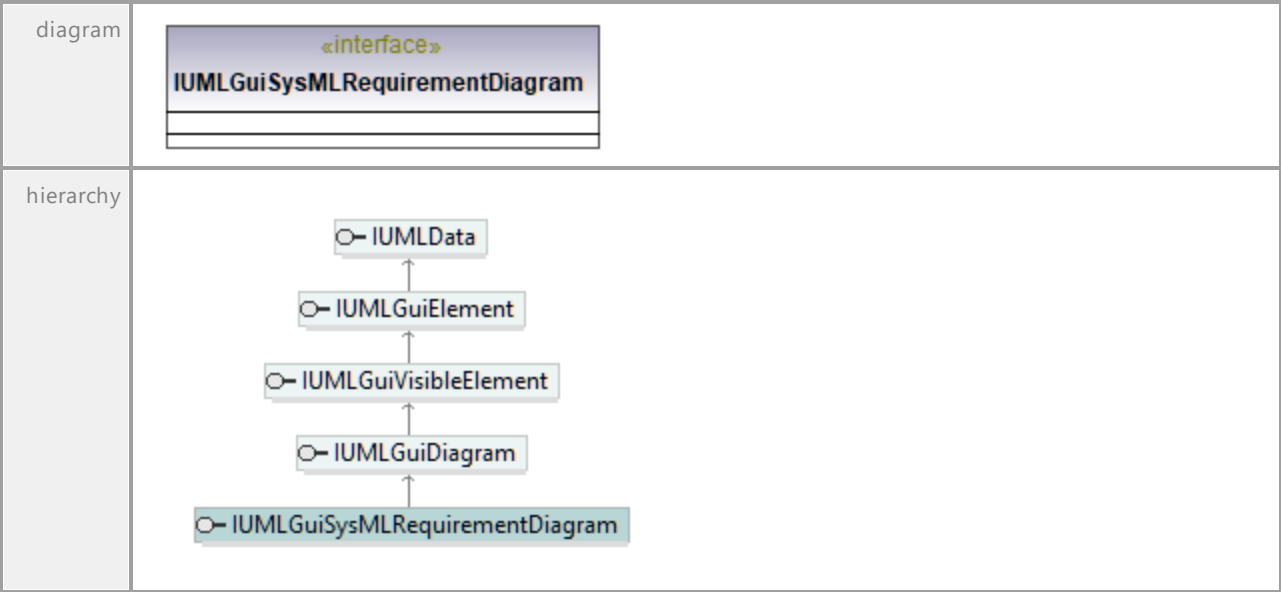 diagram
«interface»
IUMLGuiSysMLRequirementDiagram
hierarchy
IUMLData
IUMLGuiElement
IUMLGuiVisibleElement
IUMLGuiDiagram
IUMLGuiSysMLRequirementDiagram